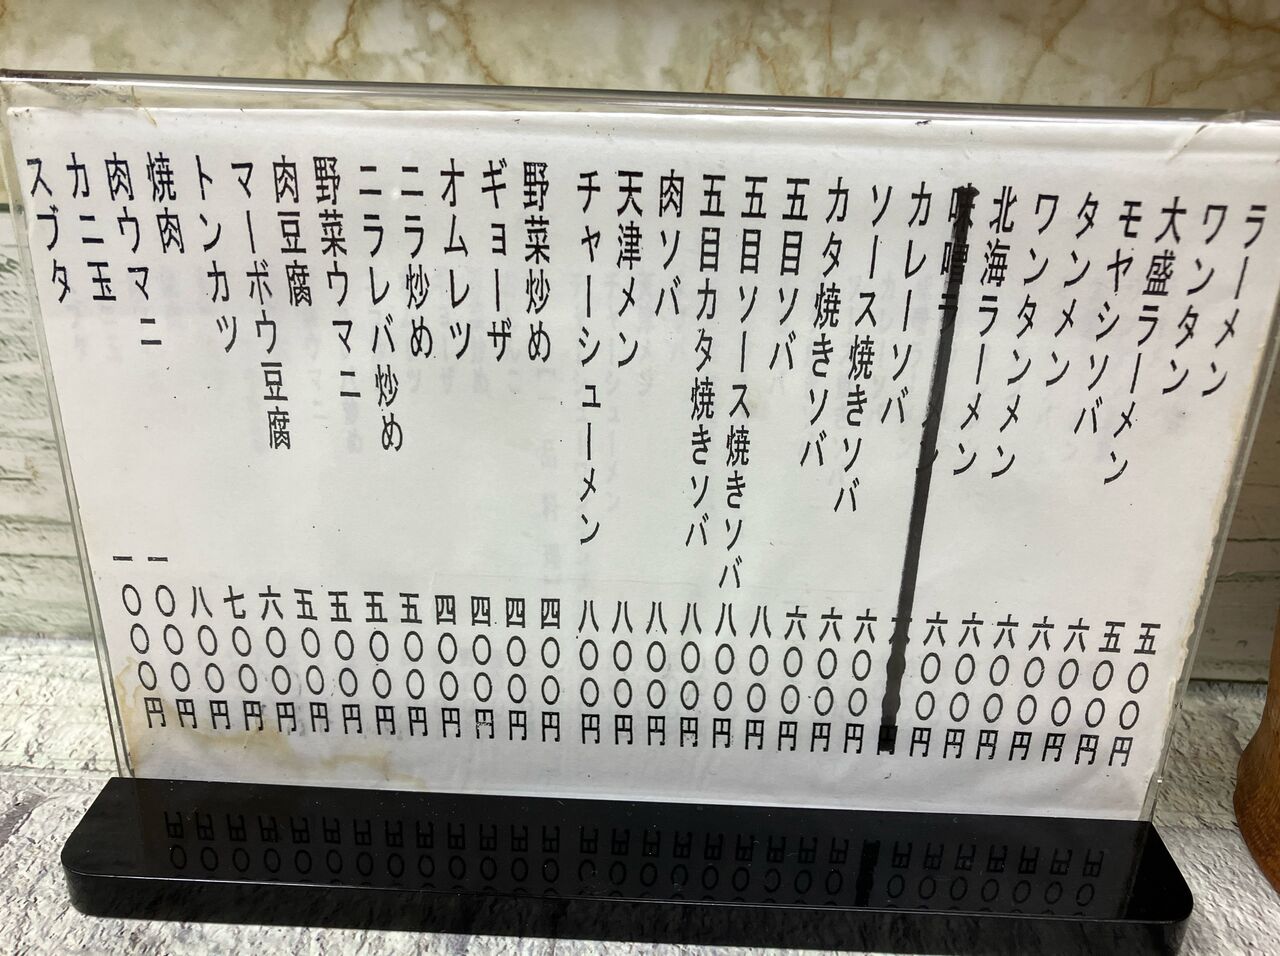 ラーメン 五〇〇円
ワンタン 五〇〇円
大盛ラーメン 六〇〇円
モヤシソバ 六〇〇円
タンメン 六〇〇円
ワンタンメン 六〇〇円
北海ラーメン 六〇〇円
カレーソバ 六〇〇円
ソース焼きソバ 六〇〇円
カタ焼きソバ 六〇〇円
五目ソバ 八〇〇円
五目ソース焼きソバ 八〇〇円
五目カタ焼きソバ 八〇〇円
肉ソバ 八〇〇円
天津メン 八〇〇円
チャーシューメン 八〇〇円
野菜炒め 四〇〇円
ギョーザ 四〇〇円
オムレツ 四〇〇円
ニラ炒め 四〇〇円
ニラレバ炒め 五〇〇円
野菜ウマニ 五〇〇円
肉豆腐 五〇〇円
マーボウ豆腐 五〇〇円
トンカツ 六〇〇円
焼肉 七〇〇円
肉ウマニ 八〇〇円
カニ玉 一〇〇〇円
スブタ 一〇〇〇円